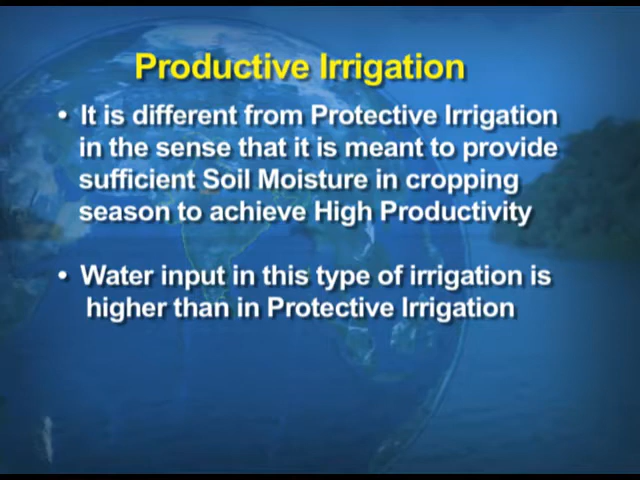 Productive Irrigation
• It is different from Protective Irrigation
in the sense that it is meant to provide
sufficient Soil Moisture in cropping
season to achieve High Productivity
• Water input in this type of irrigation is
higher than in Protective Irrigation